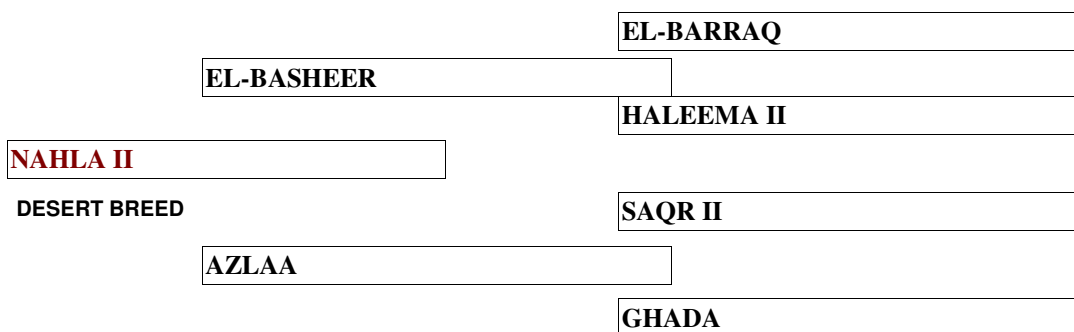 EL-BARRAQ
EL-BASHEER
HALEEMA II
NAHLA II
DESERT BREED
SAQR II
AZLAA
GHADA